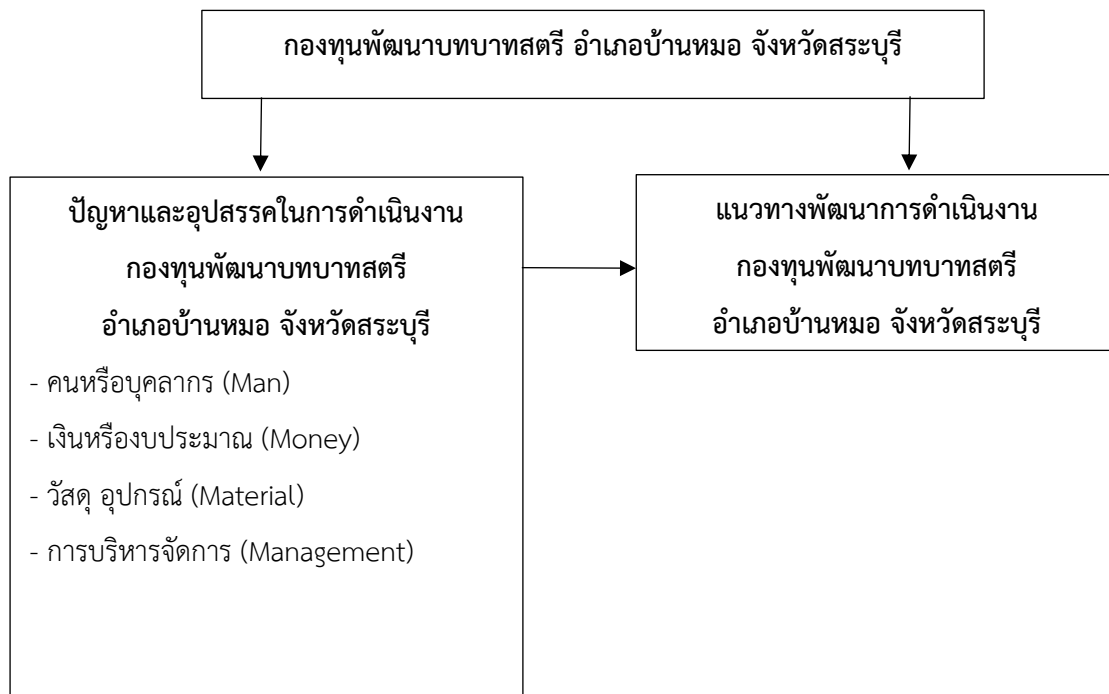 กองทุนพัฒนาบทบาทสตรี อำเภอบ้านหมอ จังหวัดสระบุรี
ปัญหาและอุปสรรคในการดำเนินงาน
กองทุนพัฒนาบทบาทสตรี
อำเภอบ้านหมอ จังหวัดสระบุรี
- คนหรือบุคลากร (Man)
- เงินหรืองบประมาณ (Money)
- วัสดุ อุปกรณ์ (Material)
- การบริหารจัดการ (Management)
แนวทางพัฒนาการดำเนินงาน
กองทุนพัฒนาบทบาทสตรี
อำเภอบ้านหมอ จังหวัดสระบุรี